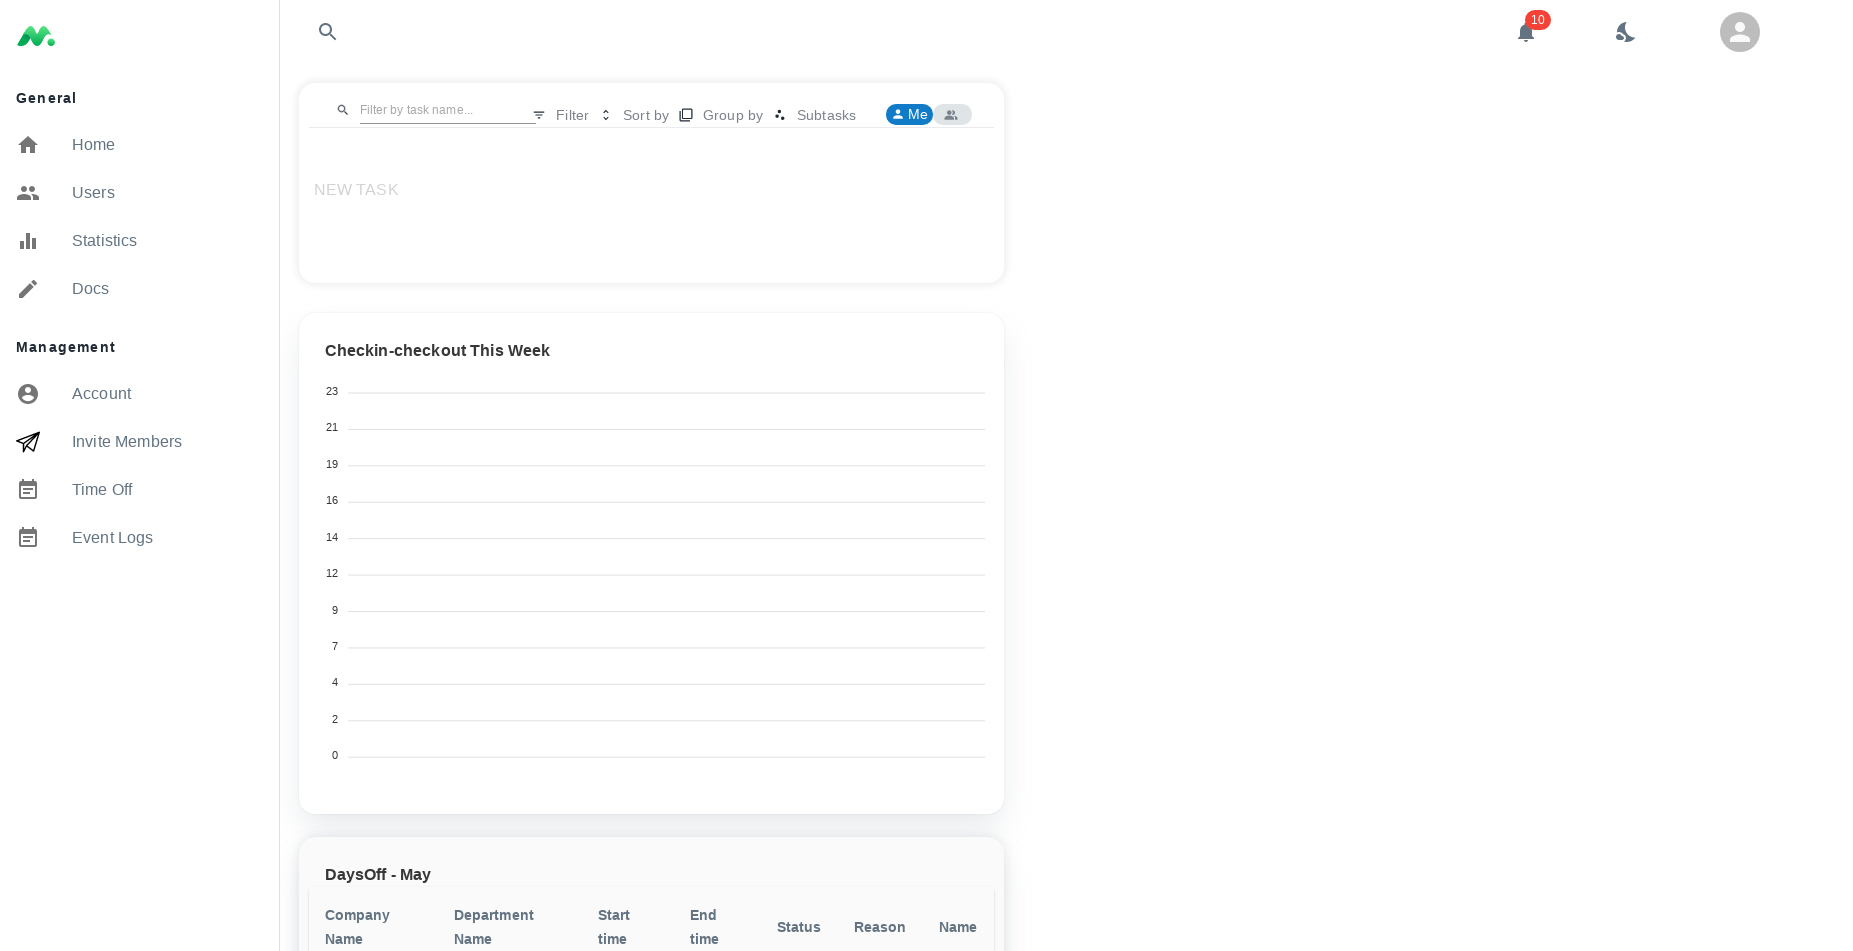 10
General
Home
Users
Statistics
Docs
Management
Account
Invite Members
Time Off
Event Logs
Filter by task name...
Filter
Sort by
Group by
Subtasks
Me
NEW TASK
Checkin-checkout This Week
23
21
19
16
14
12
9
7
4
2
0
DaysOff - May
Company Name
Department Name
Start time
End time
Status
Reason
Name